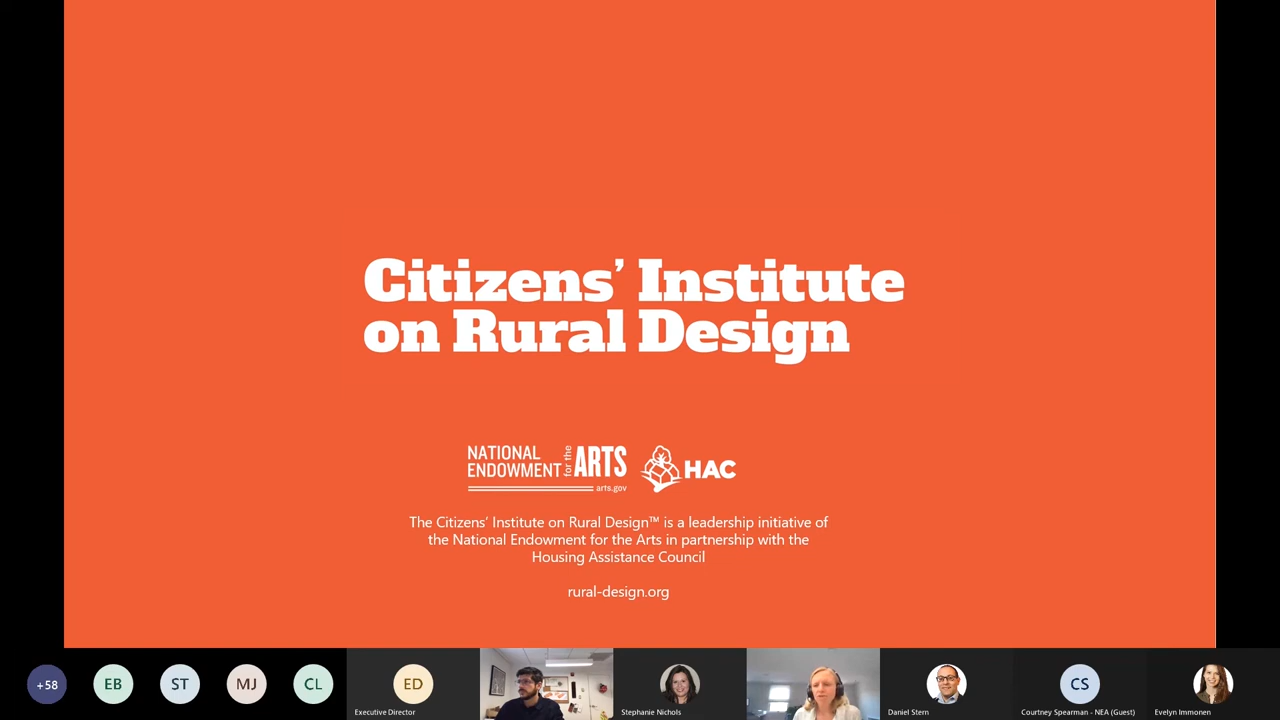 Citizens’ Institute
on Rural Design
NATIONAL
ENDOWMENT
for the
ARTS
arts.gov
HAC
The Citizens’ Institute on Rural Design™ is a leadership initiative of
the National Endowment for the Arts in partnership with the
Housing Assistance Council
rural-design.org
+58
EB
ST
MJ
CL
ED
Executive Director
Stephanie Nichols
Daniel Stern
CS
Courtney Spearman - NEA (Guest)
Evelyn Immonen